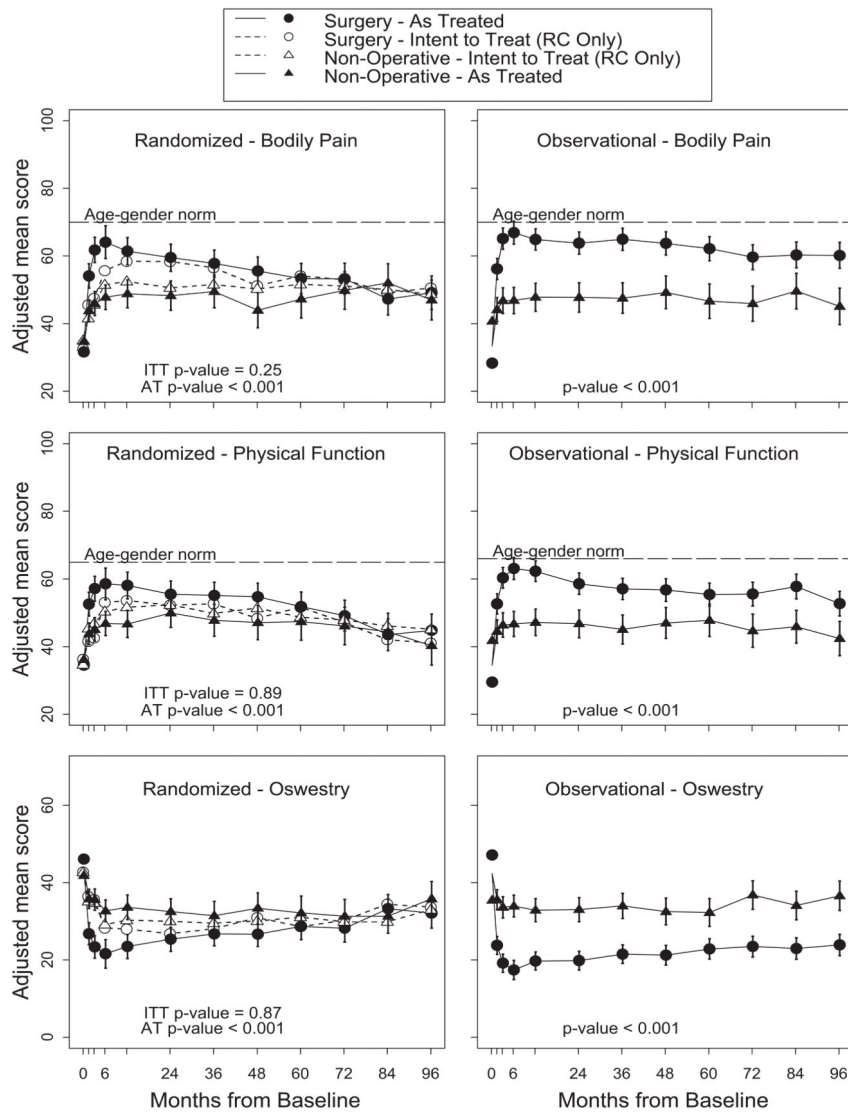 Surgery - As Treated
Surgery - Intent to Treat (RC Only)
Non-Operative - Intent to Treat (RC Only)
Non-Operative - As Treated
Randomized - Bodily Pain
Age-gender norm
ITT p-value = 0.25
AT p-value < 0.001
Adjusted mean score
100
80
60
40
20
Observational - Bodily Pain
Age-gender norm
p-value < 0.001
Randomized - Physical Function
Age-gender norm
ITT p-value = 0.89
AT p-value < 0.001
Adjusted mean score
100
80
60
40
20
Observational - Physical Function
Age-gender norm
p-value < 0.001
Randomized - Oswestry
ITT p-value = 0.87
AT p-value < 0.001
Adjusted mean score
60
40
20
0
0 6 12 24 36 48 60 72 84 96
Months from Baseline
Observational - Oswestry
p-value < 0.001
0 6 12 24 36 48 60 72 84 96
Months from Baseline